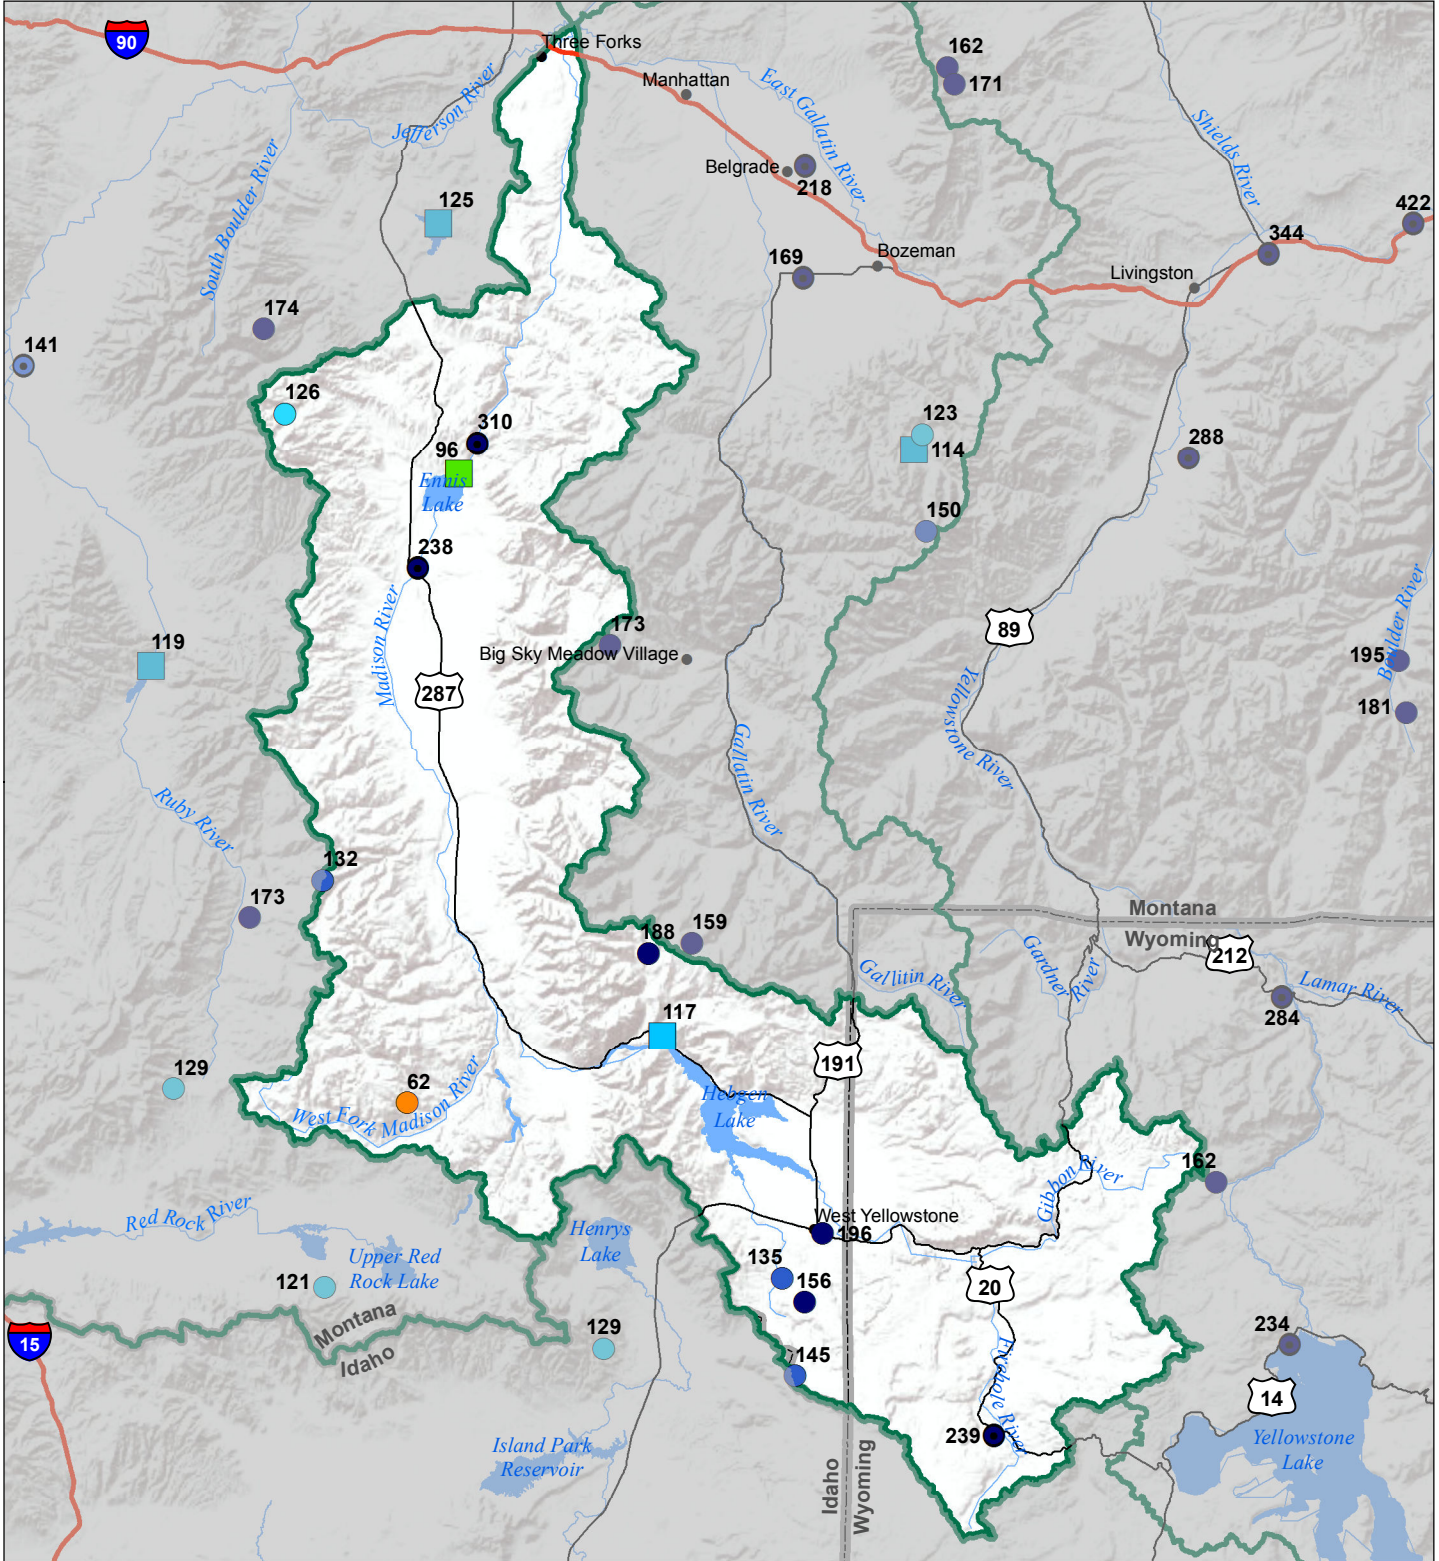 90
Three Forks
162
171
Manhattan
East Gallatin River
Jefferson River
Shields River
Belgrade
218
South Boulder River
125
422
344
169
Bozeman
Livingston
174
141
126
310
96
Ennis
Lake
123
114
288
150
238
Madison River
119
173
Big Sky Meadow Village
89
Boulder River
195
181
287
Yellowstone River
Gallatin River
Ruby River
132
173
188
159
Montana
Wyoming
212
Gallitin River
Gardner
River
Lamar River
284
117
191
129
62
West Fork Madison River
Hebgen
Lake
Gibbon River
162
Red Rock River
Henrys
Lake
West Yellowstone
196
Upper Red
Rock Lake
121
135
156
20
Montana
Idaho
15
129
145
234
14
Firehole River
239
Yellowstone
Lake
Island Park
Reservoir
Idaho
Wyoming